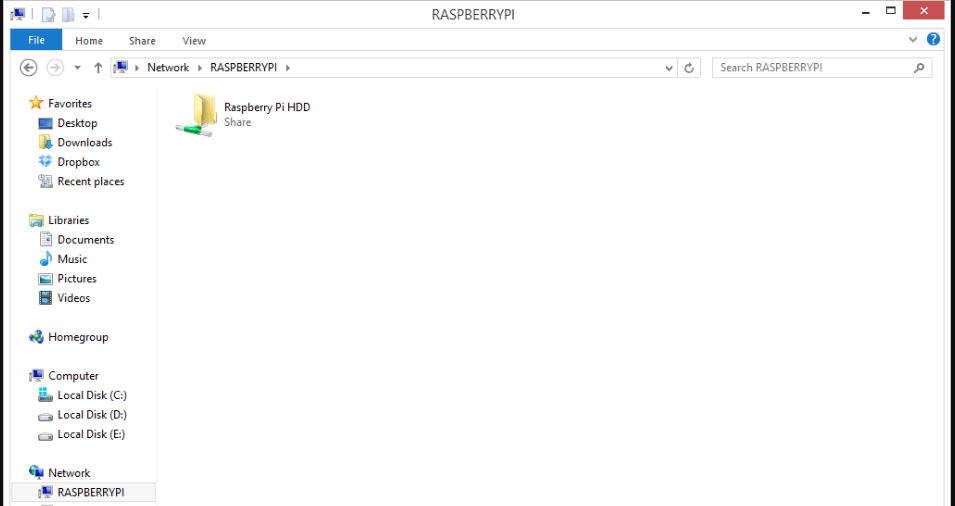 RASPBERRYPI
File Home Share View
Network RASPBERRYPI
Search RASPBERRYPI
Favorites
Desktop
Downloads
Dropbox
Recent places
Libraries
Documents
Music
Pictures
Videos
Homegroup
Computer
Local Disk (C:)
Local Disk (D:)
Local Disk (E:)
Network
RASPBERRYPI
Raspberry Pi HDD
Share